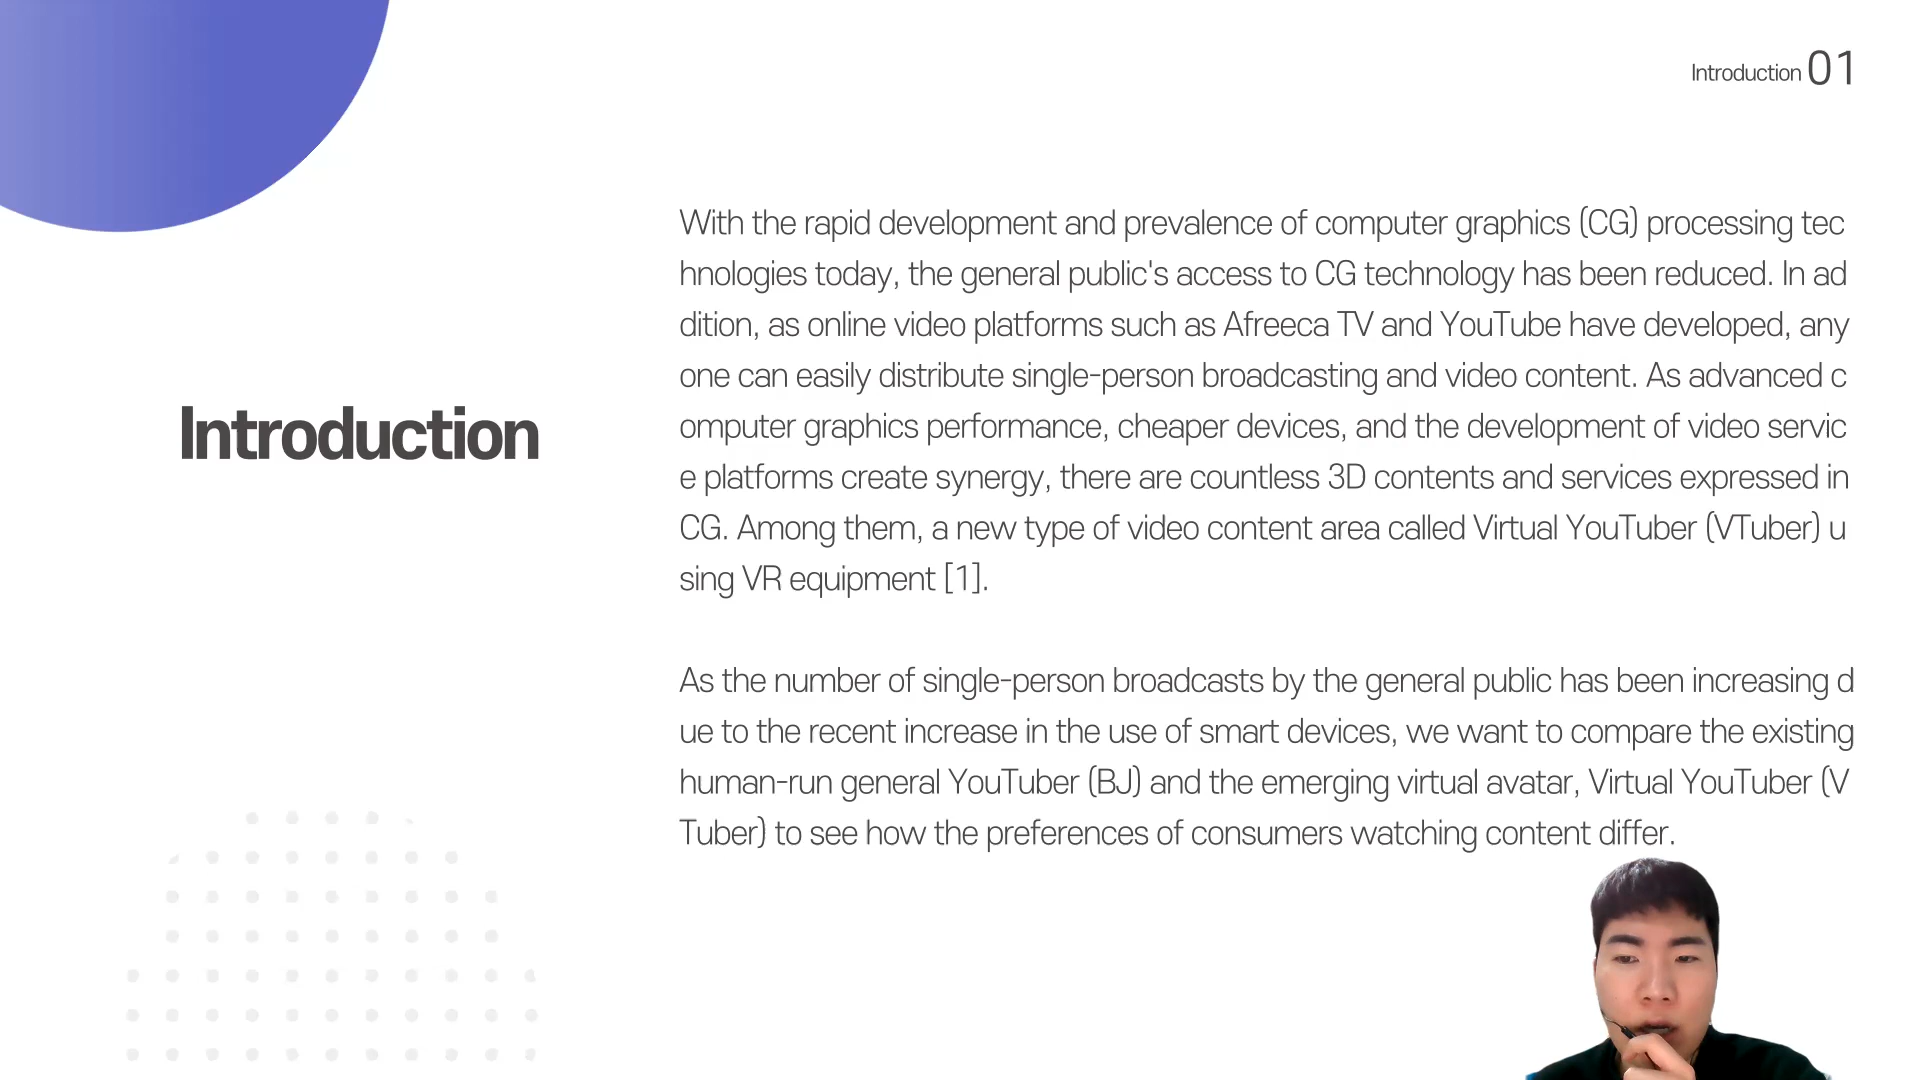 Introduction 01
Introduction
With the rapid development and prevalence of computer graphics (CG) processing tec
hnologies today, the general public's access to CG technology has been reduced. In ad
dition, as online video platforms such as Afreeca TV and YouTube have developed, any
one can easily distribute single-person broadcasting and video content. As advanced c
omputer graphics performance, cheaper devices, and the development of video servic
e platforms create synergy, there are countless 3D contents and services expressed in
CG. Among them, a new type of video content area called Virtual YouTuber (VTuber) u
sing VR equipment [1].
As the number of single-person broadcasts by the general public has been increasing d
ue to the recent increase in the use of smart devices, we want to compare the existing
human-run general YouTuber (BJ) and the emerging virtual avatar, Virtual YouTuber (V
Tuber) to see how the preferences of consumers watching content differ.